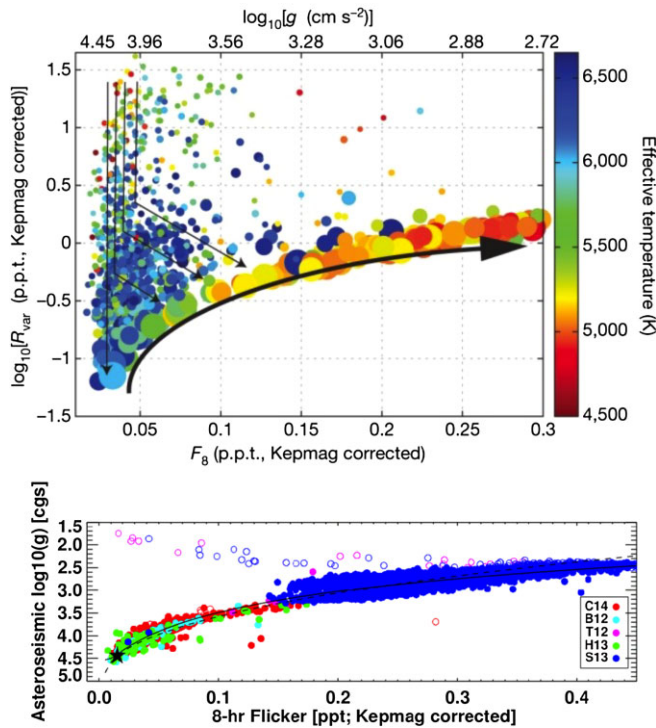 log₁₀[g (cm s⁻²)]
4.45 3.96 3.56 3.28 3.06 2.88 2.72
log₁₀[R_var (p.p.t., Kepmag corrected)]
1.5
1
0.5
0
−0.5
−1
−1.5
0.05 0.1 0.15 0.2 0.25 0.3
F₈ (p.p.t., Kepmag corrected)
6,500
6,000
5,500
5,000
4,500
Effective temperature (K)
Asteroseismic log10(g) [cgs]
1.5
2.0
2.5
3.0
3.5
4.0
4.5
5.0
C14
B12
T12
H13
S13
0.0 0.1 0.2 0.3 0.4
8-hr Flicker [ppt; Kepmag corrected]